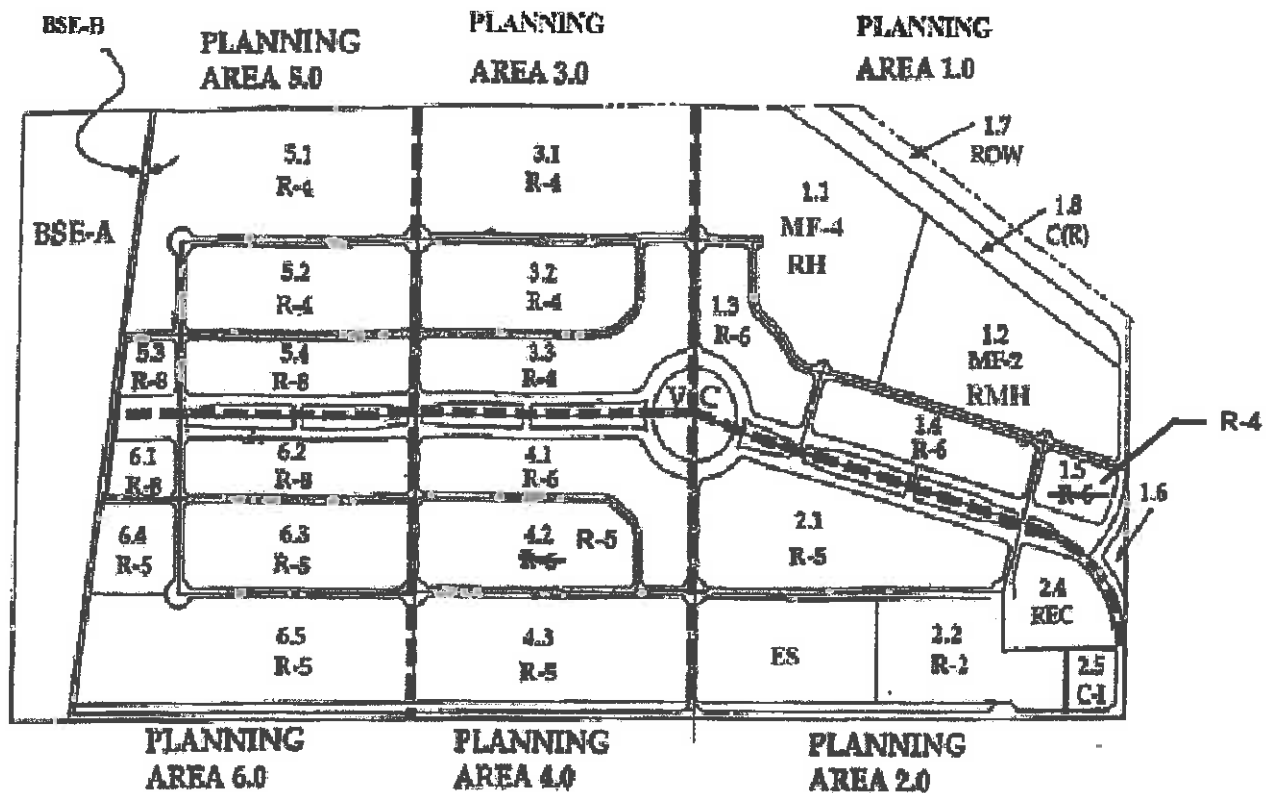 BSE-B
PLANNING
AREA 5.0
PLANNING
AREA 3.0
PLANNING
AREA 1.0
1.7
ROW
1.8
C(R)
BSE-A
5.1
R-4
3.1
R-4
1.1
MF-4
RH
5.2
R-4
3.2
R-4
1.3
R-6
1.2
MF-2
RMH
5.3
R-8
5.4
R-8
3.3
R-4
VC
1.4
R-6
R-4
1.5
R-6
1.6
6.1
R-8
6.2
R-8
4.1
R-6
6.4
R-5
6.3
R-5
4.2 R-5
R-6
2.1
R-5
2.4
REC
6.5
R-5
4.3
R-5
ES
2.2
R-2
2.5
C-1
PLANNING
AREA 6.0
PLANNING
AREA 4.0
PLANNING
AREA 2.0